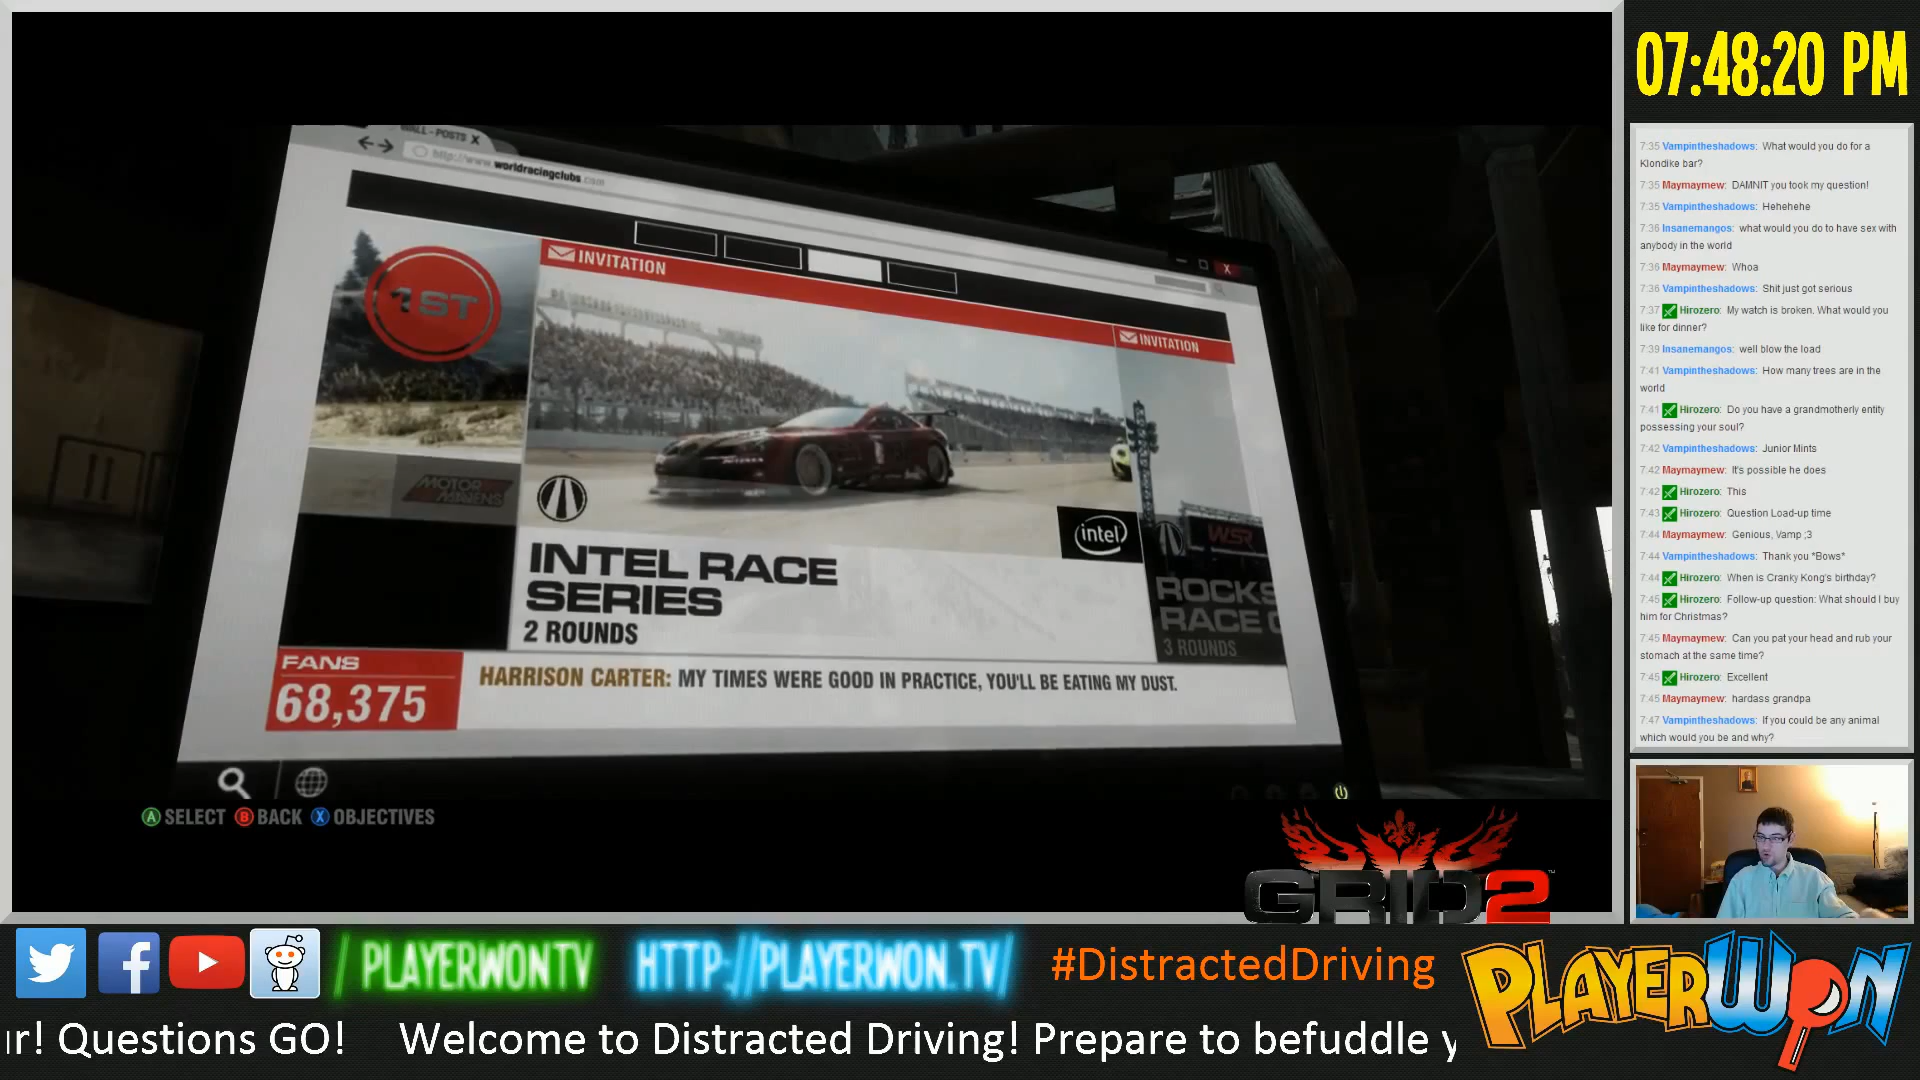 07:48:20 PM
WALL - POSTS X
http://www.worldracingclubs.com
INVITATION
INVITATION
1ST
MOTOR MAVENS
intel
WSR
INTEL RACE
SERIES
2 ROUNDS
ROCKS
RACE
3 ROUNDS
FANS
68,375
HARRISON CARTER: MY TIMES WERE GOOD IN PRACTICE, YOU'LL BE EATING MY DUST.
A SELECT B BACK X OBJECTIVES
GRID 2
7:35 Vampintheshadows: What would you do for a
Klondike bar?
7:35 Maymaymew: DAMNIT you took my question!
7:35 Vampintheshadows: Hehehehe
7:36 Insanemangos: what would you do to have sex with
anybody in the world
7:36 Maymaymew: Whoa
7:36 Vampintheshadows: Shit just got serious
7:37 Hirozero: My watch is broken. What would you
like for dinner?
7:39 Insanemangos: well blow the load
7:41 Vampintheshadows: How many trees are in the
world
7:41 Hirozero: Do you have a grandmotherly entity
possessing your soul?
7:42 Vampintheshadows: Junior Mints
7:42 Maymaymew: It's possible he does
7:42 Hirozero: This
7:43 Hirozero: Question Load-up time
7:44 Maymaymew: Genious, Vamp ;3
7:44 Vampintheshadows: Thank you *Bows*
7:44 Hirozero: When is Cranky Kong's birthday?
7:45 Hirozero: Follow-up question: What should I buy
him for Christmas?
7:45 Maymaymew: Can you pat your head and rub your
stomach at the same time?
7:45 Hirozero: Excellent
7:45 Maymaymew: hardass grandpa
7:47 Vampintheshadows: If you could be any animal
which would you be and why?
/PLAYERWONTV HTTP://PLAYERWON.TV/ #DistractedDriving
PLAYERWON
ur! Questions GO! Welcome to Distracted Driving! Prepare to befuddle y